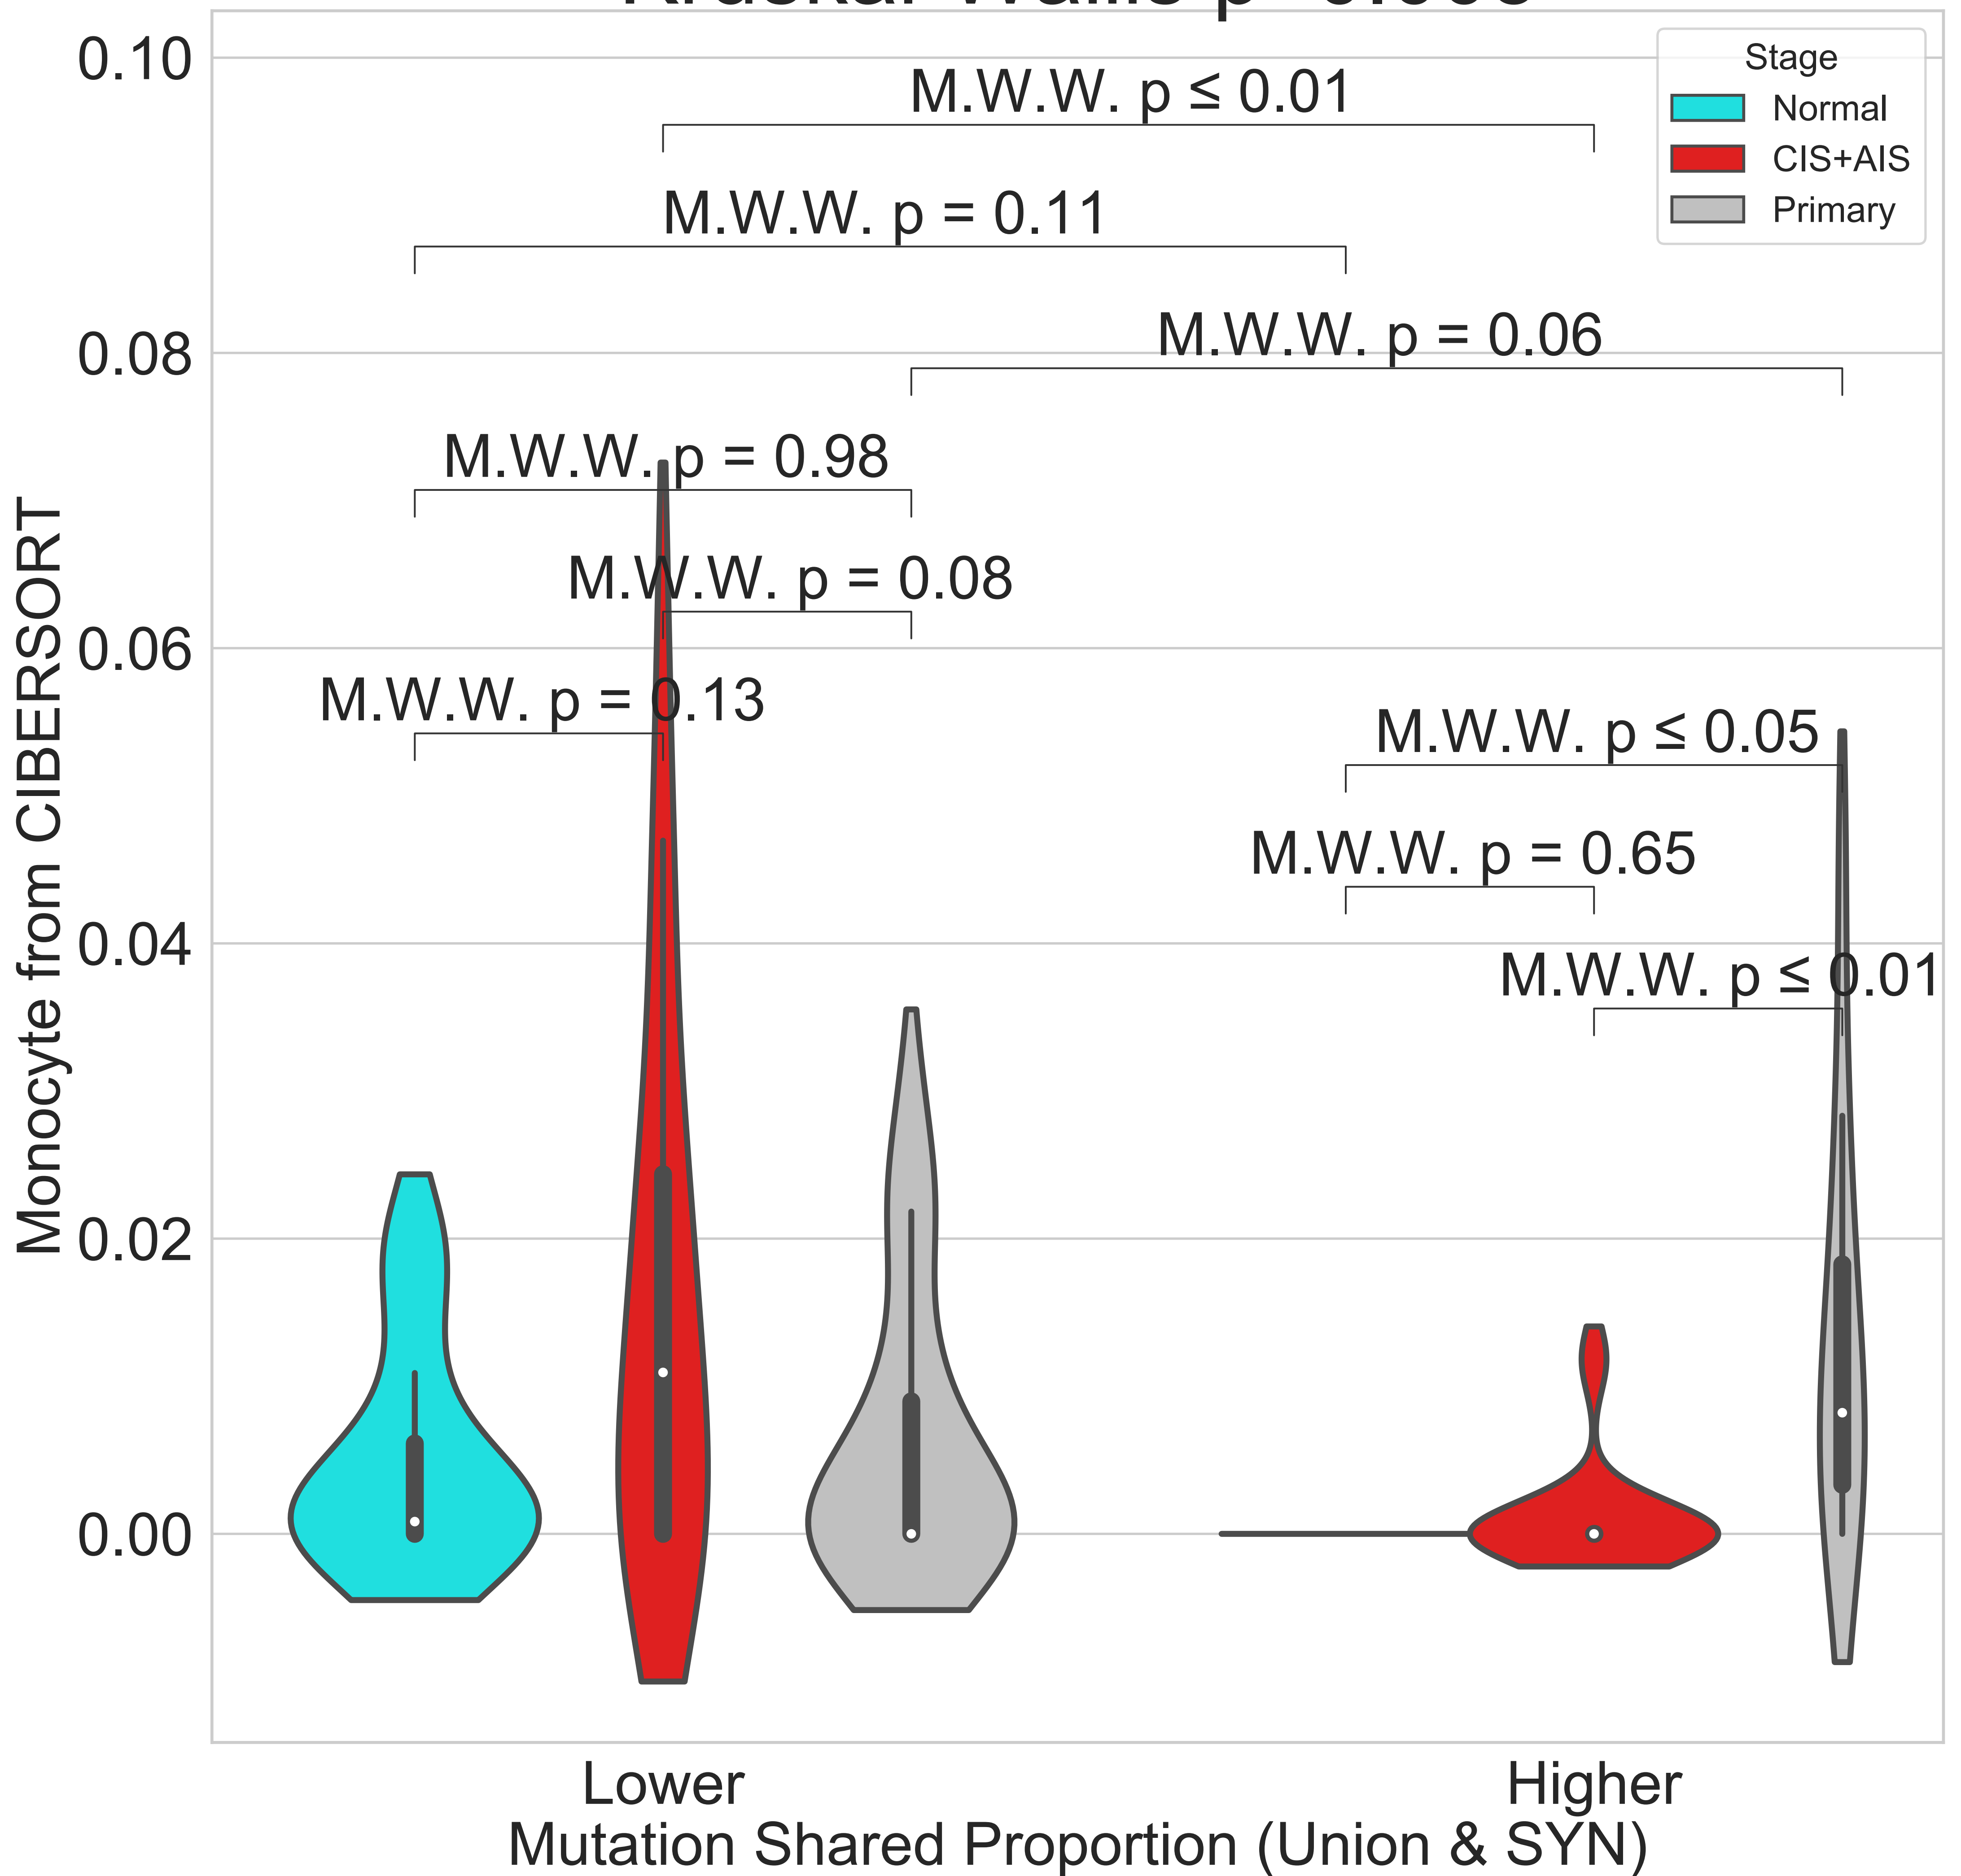 0.10
0.08
0.06
0.04
0.02
0.00
Monocyte from CIBERSORT
M.W.W. p ≤ 0.01
M.W.W. p = 0.11
M.W.W. p = 0.06
M.W.W. p = 0.98
M.W.W. p = 0.08
M.W.W. p = 0.13
M.W.W. p ≤ 0.05
M.W.W. p = 0.65
M.W.W. p ≤ 0.01
Stage
Normal
CIS+AIS
Primary
Lower
Higher
Mutation Shared Proportion (Union & SYN)